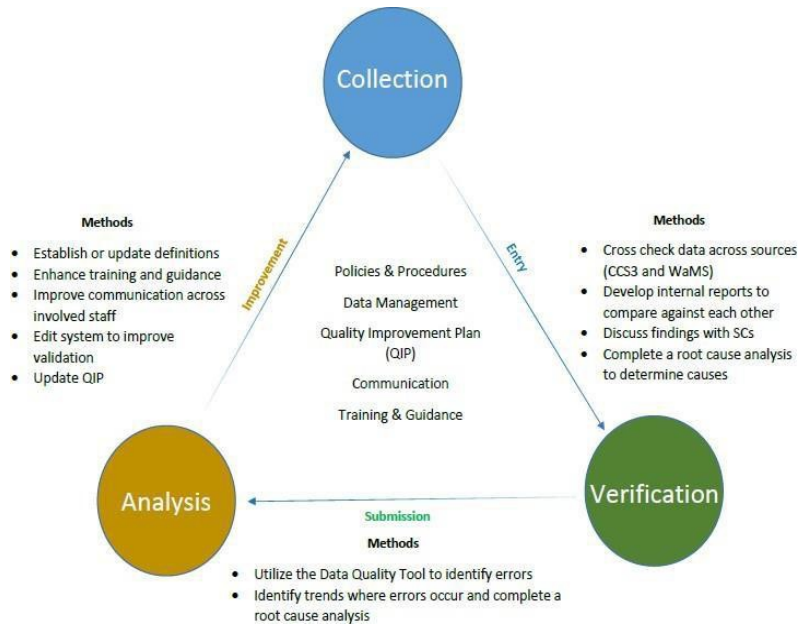 Collection
Methods
• Establish or update definitions
• Enhance training and guidance
• Improve communication across
involved staff
• Edit system to improve
validation
• Update QIP
Improvement
Policies & Procedures
Data Management
Quality Improvement Plan
(QIP)
Communication
Training & Guidance
Entry
Methods
• Cross check data across sources
(CCS3 and WaMS)
• Develop internal reports to
compare against each other
• Discuss findings with SCs
• Complete a root cause analysis
to determine causes
Analysis
Verification
Submission
Methods
• Utilize the Data Quality Tool to identify errors
• Identify trends where errors occur and complete a
root cause analysis